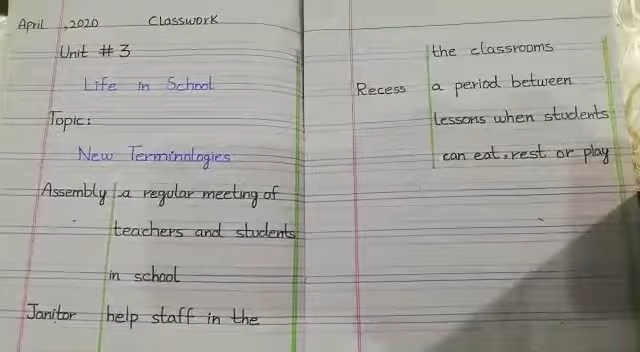 April ,2020 Classwork
Unit # 3
Life in School
Topic:
New Terminologies
Assembly a regular meeting of
teachers and students
in school
Janitor help staff in the
the classrooms
Recess a period between
lessons when students
can eat, rest or play